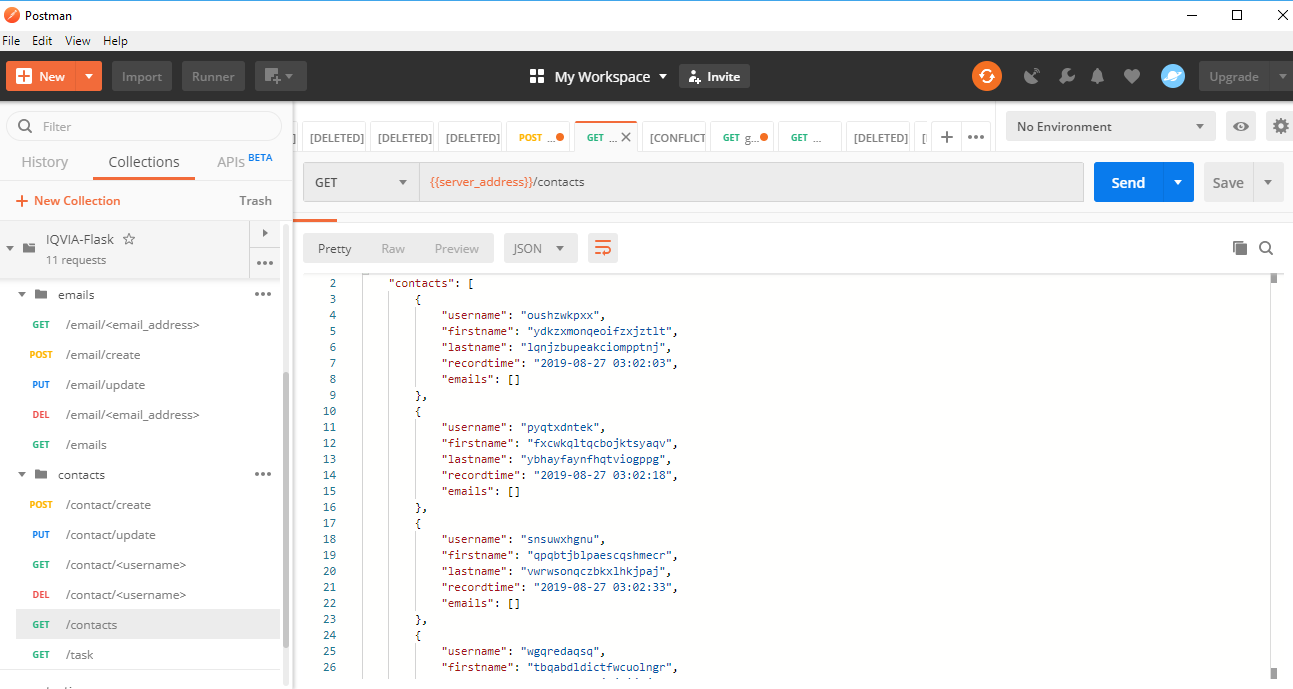 Postman
File Edit View Help
New Import Runner My Workspace Invite Upgrade
Filter
History Collections APIs BETA
New Collection Trash
IQVIA-Flask
11 requests
emails
GET /email/<email_address>
POST /email/create
PUT /email/update
DEL /email/<email_address>
GET /emails
contacts
POST /contact/create
PUT /contact/update
GET /contact/<username>
DEL /contact/<username>
GET /contacts
GET /task
[DELETED] [DELETED] [DELETED] POST ... GET ... [CONFLICT GET g... GET ... [DELETED]
No Environment
GET {{server_address}}/contacts Send Save
Pretty Raw Preview JSON
2 "contacts": [
3 {
4 "username": "oushzwkpxx",
5 "firstname": "ydkzxmonqeoifzxjztlt",
6 "lastname": "lqnjzbupeakciompptnj",
7 "recordtime": "2019-08-27 03:02:03",
8 "emails": []
9 },
10 {
11 "username": "pyqtxdntek",
12 "firstname": "fxcwkqltqcbojktsyaqv",
13 "lastname": "ybhayfaynfhqtviogppg",
14 "recordtime": "2019-08-27 03:02:18",
15 "emails": []
16 },
17 {
18 "username": "snsuwxhgnu",
19 "firstname": "qpqbtjblpaescqshmecr",
20 "lastname": "vwrwsonqczbkxlhkjpaj",
21 "recordtime": "2019-08-27 03:02:33",
22 "emails": []
23 },
24 {
25 "username": "wgqredaqsq",
26 "firstname": "tbqabdldictfwcuolngr",